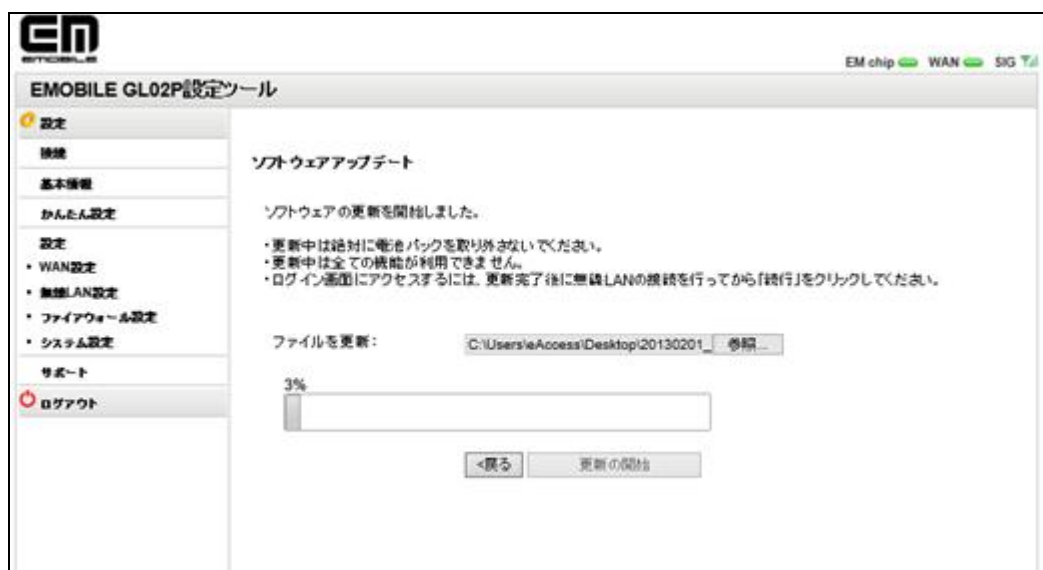 EM
EMOBILE
EM chip WAN SIG
EMOBILE GL02P設定ツール
設定
接続
基本情報
かんたん設定
設定
・WAN設定
・無線LAN設定
・ファイアウォール設定
・システム設定
サポート
ログアウト
ソフトウェアアップデート
ソフトウェアの更新を開始しました。
・更新中は絶対に電池パックを取り外さないでください。
・更新中は全ての機能が利用できません。
・ログイン画面にアクセスするには、更新完了後に無線LANの接続を行ってから「続行」をクリックしてください。
ファイルを更新: C:\Users\eAccess\Desktop\20130201_ 参照...
3%
<戻る 更新の開始